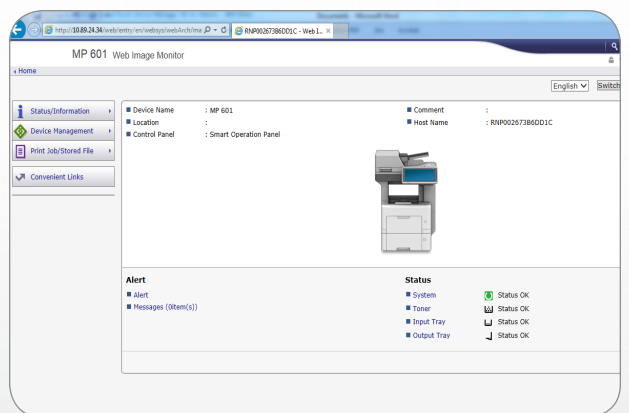 http://10.89.24.34/web/entry/en/websys/webArch/ma
RNP002673B6DD1C - Web I... ×
MP 601 Web Image Monitor
Home
English
Switch
Status/Information
Device Management
Print Job/Stored File
Convenient Links
Device Name : MP 601
Location :
Control Panel : Smart Operation Panel
Comment :
Host Name : RNP002673B6DD1C
Alert
Alert
Messages (0item(s))
Status
System Status OK
Toner Status OK
Input Tray Status OK
Output Tray Status OK